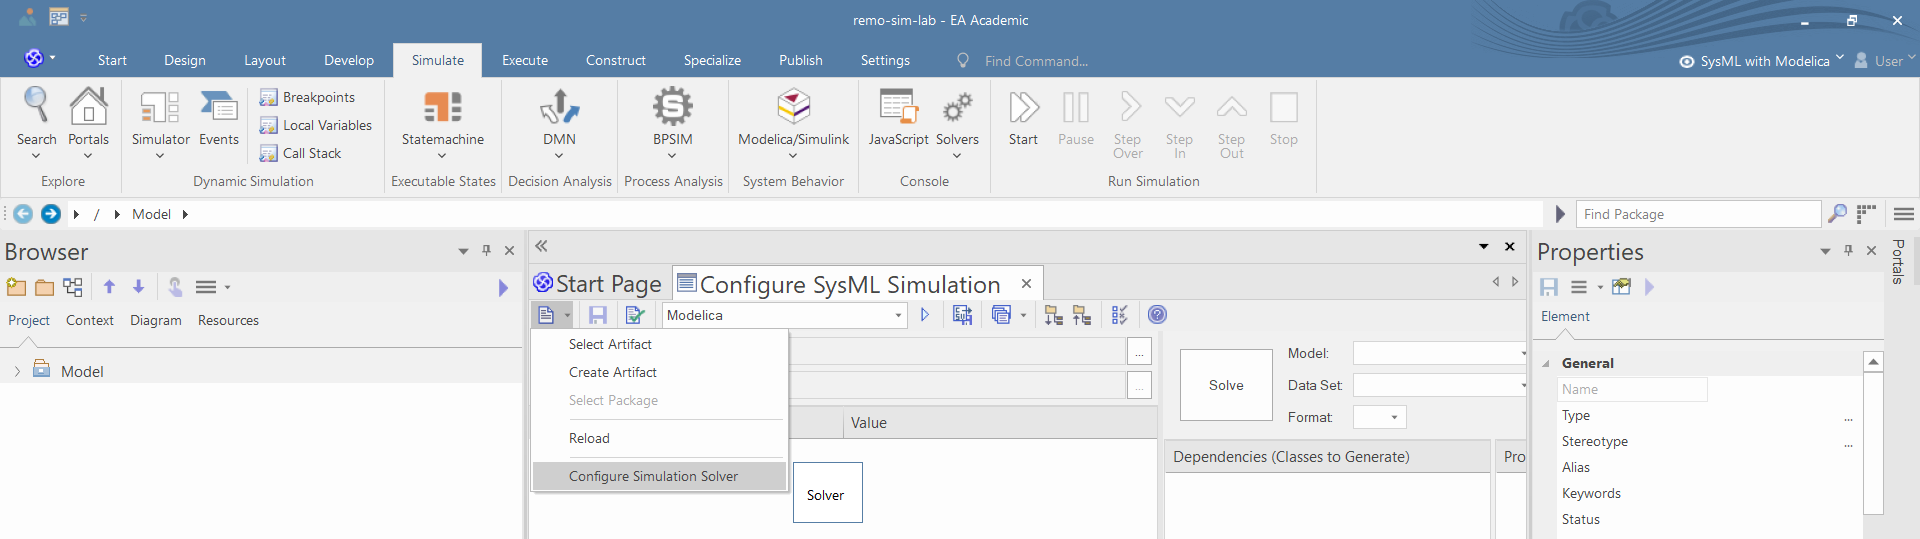 remo-sim-lab - EA Academic
Start Design Layout Develop Simulate Execute Construct Specialize Publish Settings Find Command... SysML with Modelica User
Breakpoints
Local Variables
Call Stack
Search Portals Simulator Events Statemachine DMN BPSIM Modelica/Simulink JavaScript Solvers Start Pause Step Over Step In Step Out Stop
Explore Dynamic Simulation Executable States Decision Analysis Process Analysis System Behavior Console Run Simulation
/ Model Find Package
Browser
Project Context Diagram Resources
Model
Start Page Configure SysML Simulation
Modelica
Select Artifact
Create Artifact
Select Package
Reload
Configure Simulation Solver
...
...
Value
Solver
Solve
Model:
Data Set
Format:
Dependencies (Classes to Generate) Pro
Properties
Portals
Element
General
Name
Type ...
Stereotype ...
Alias
Keywords
Status